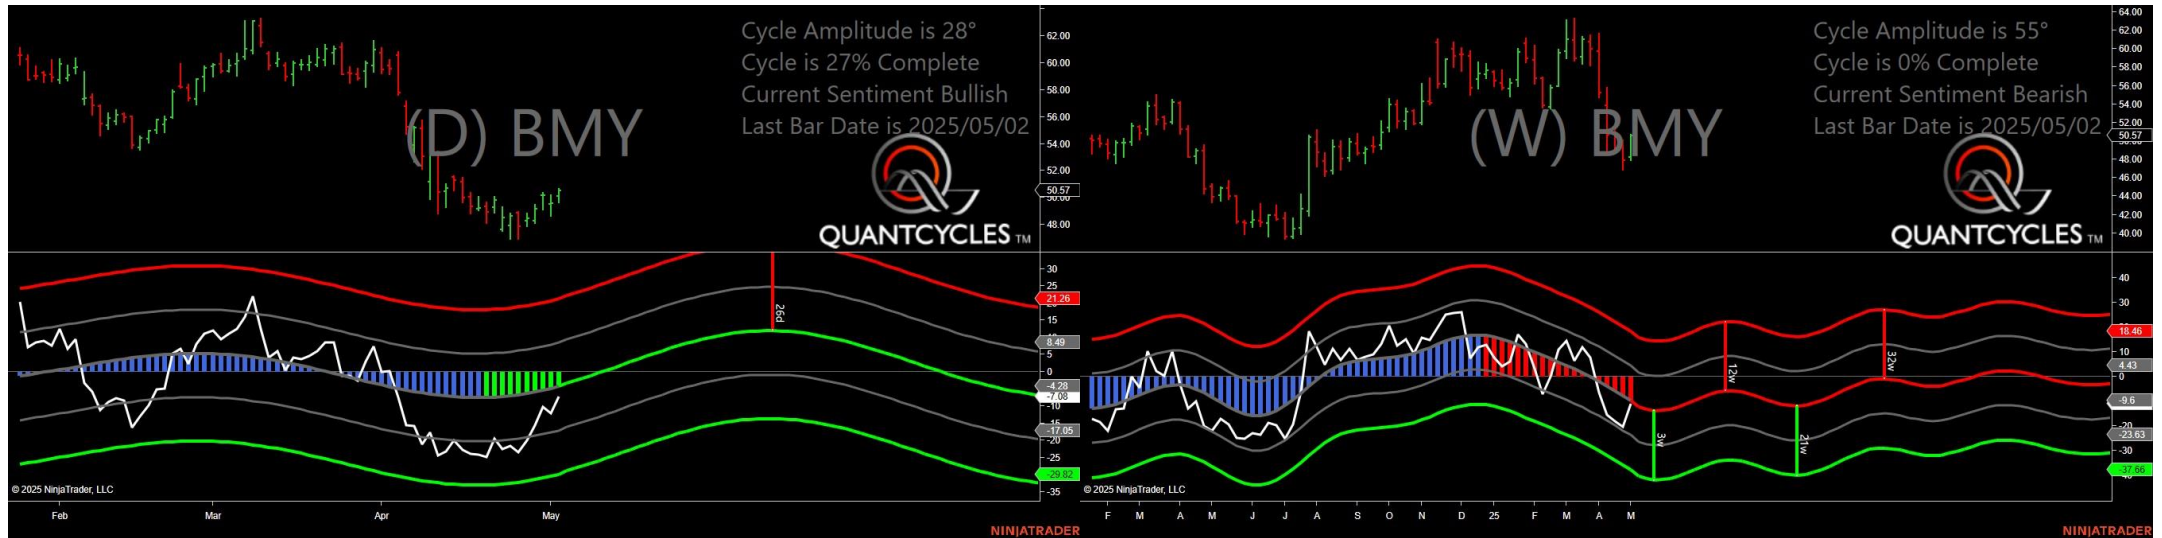 Cycle Amplitude is 28°
Cycle is 27% Complete
Current Sentiment Bullish
Last Bar Date is 2025/05/02
(D) BMY
QUANTCYCLES TM
62.00
60.00
58.00
56.00
54.00
52.00
50.57
50.00
48.00
30
25
21.26
15
8.49
5
0
-4.28
-7.08
-10
-17.05
-20
-25
-29.82
-35
26d
© 2025 NinjaTrader, LLC
Feb
Mar
Apr
May
NINJATRADER
Cycle Amplitude is 55°
Cycle is 0% Complete
Current Sentiment Bearish
Last Bar Date is 2025/05/02
(W) BMY
QUANTCYCLES TM
64.00
62.00
60.00
58.00
56.00
54.00
52.00
50.57
48.00
46.00
44.00
42.00
40.00
40
30
18.46
10
4.43
0
-9.6
-20
-23.63
-30
-37.66
3w
12w
21w
32w
© 2025 NinjaTrader, LLC
F M A M J J A S O N D 25 F M A M
NINJATRADER